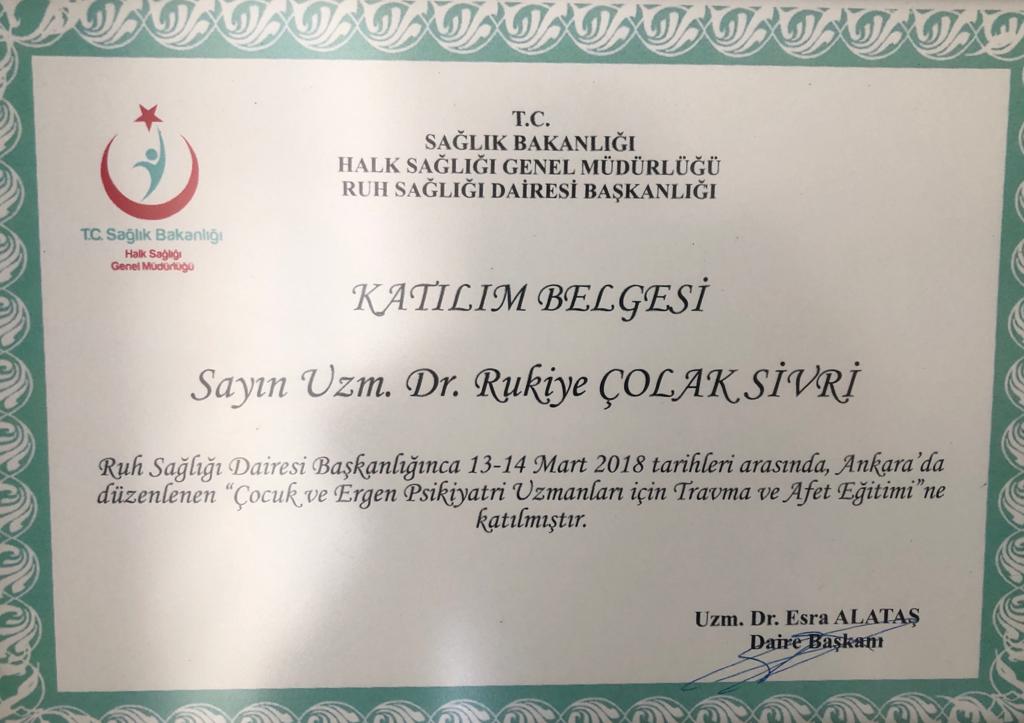 T.C.
SAĞLIK BAKANLIĞI
HALK SAĞLIĞI GENEL MÜDÜRLÜĞÜ
RUH SAĞLIĞI DAİRESİ BAŞKANLIĞI
T.C. Sağlık Bakanlığı
Halk Sağlığı
Genel Müdürlüğü
KATILIM BELGESİ
Sayın Uzm. Dr. Rukiye ÇOLAK SİVRİ
Ruh Sağlığı Dairesi Başkanlığınca 13-14 Mart 2018 tarihleri arasında, Ankara’da
düzenlenen “Çocuk ve Ergen Psikiyatri Uzmanları için Travma ve Afet Eğitimi”ne
katılmıştır.
Uzm. Dr. Esra ALATAŞ
Daire Başkanı